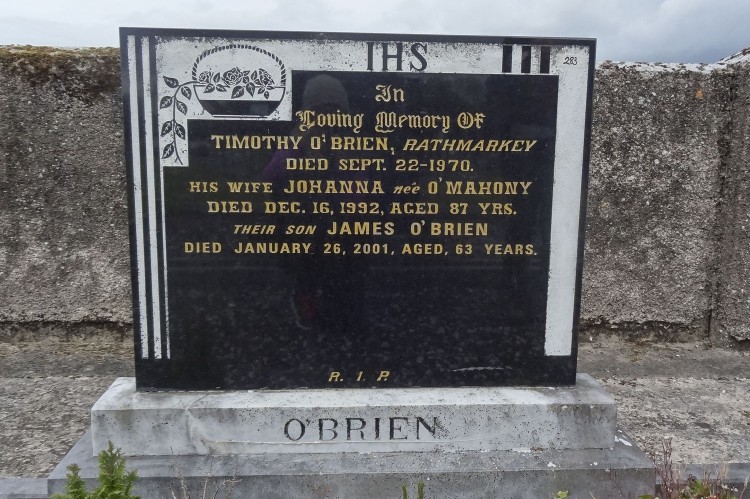 IHS
283
In
Loving Memory Of
TIMOTHY O'BRIEN, RATHMARKEY
DIED SEPT. 22-1970.
HIS WIFE JOHANNA née O'MAHONY
DIED DEC. 16, 1992, AGED 87 YRS.
THEIR SON JAMES O'BRIEN
DIED JANUARY 26, 2001, AGED, 63 YEARS.
R. I. P.
O'BRIEN